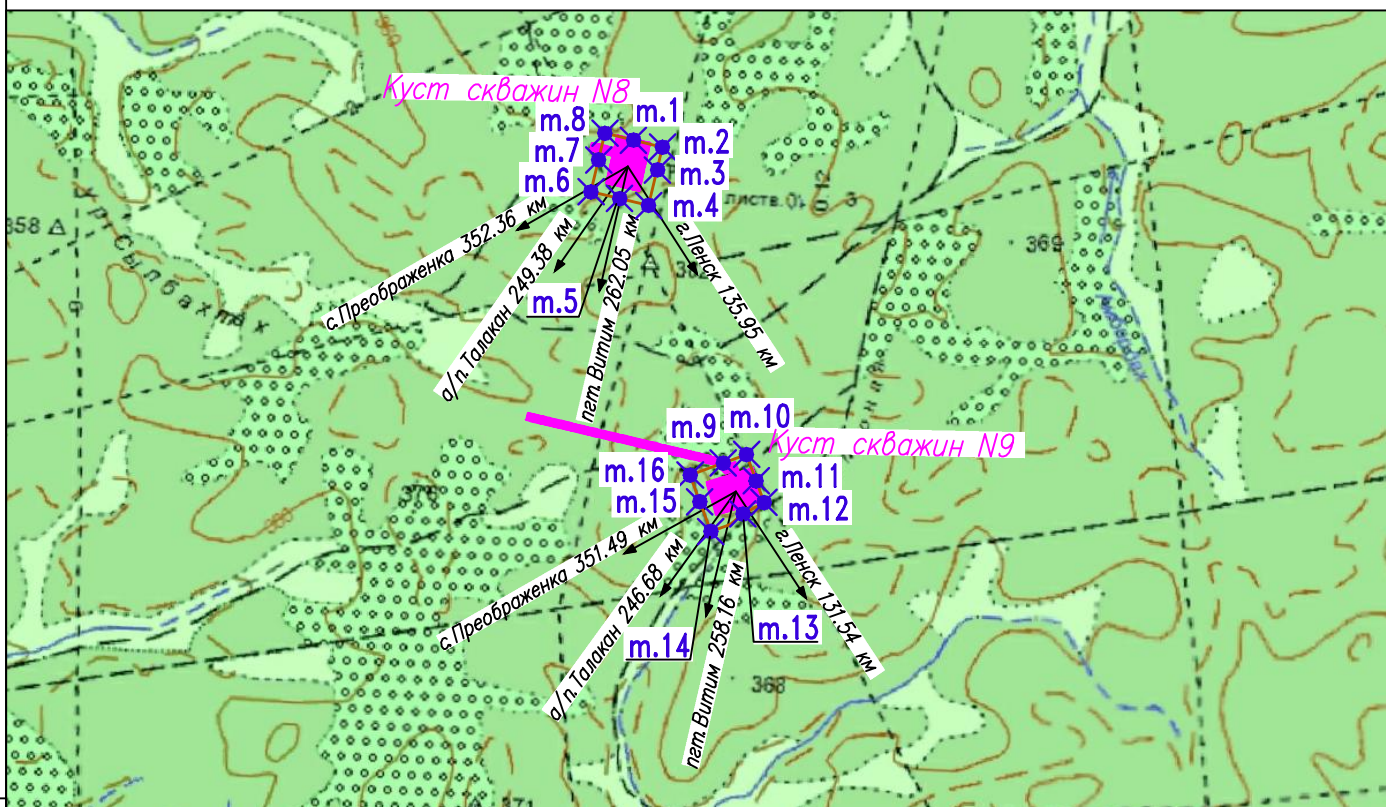 Куст скважин N8
т.1
т.8
т.2
т.7
т.3
т.6
т.4
листв.
358
369
с.Преображенка 352.36 км
а/п.Талакан 249.38 км
т.5
пгт.Витим 262.05 км
г.Ленск 135.95 км
т.10
т.9
Куст скважин N9
т.16
т.11
т.15
т.12
376
с.Преображенка 351.49 км
а/п.Талакан 246.68 км
т.14
пгт.Витим 258.16 км
т.13
г.Ленск 131.54 км
368
371